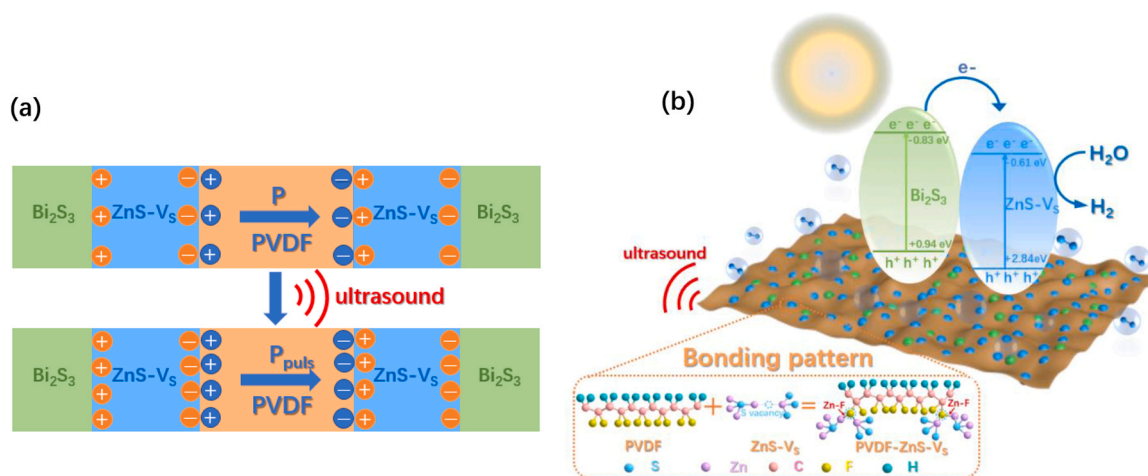 (a)
+ − + − + −
Bi₂S₃ ZnS-Vₛ P ZnS-Vₛ Bi₂S₃
+ − + − + −
PVDF
+ − + − + −
ultrasound
+ − + − + −
+ − + − + −
Bi₂S₃ ZnS-Vₛ Ppuls ZnS-Vₛ Bi₂S₃
PVDF
+ − + − + −
+ − + − + −
(b)
e-
e⁻ e⁻ e⁻
-0.83 eV
Bi₂S₃
+0.94 eV
h⁺ h⁺ h⁺
e⁻ e⁻ e⁻
-0.61 eV
ZnS-Vₛ
+2.84eV
h⁺ h⁺ h⁺
H₂O
H₂
ultrasound
Bonding pattern
+ S vacancy =
Zn-F Zn-F
PVDF ZnS-Vₛ PVDF-ZnS-Vₛ
S Zn C F H